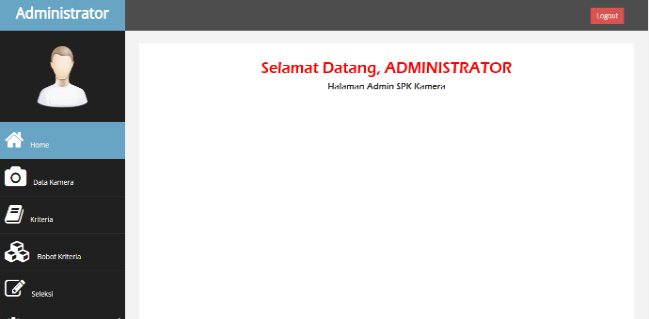 Administrator
Logout
Selamat Datang, ADMINISTRATOR
Halaman Admin SPK Kamera
Home
Data Kamera
Kriteria
Bobot Kriteria
Seleksi